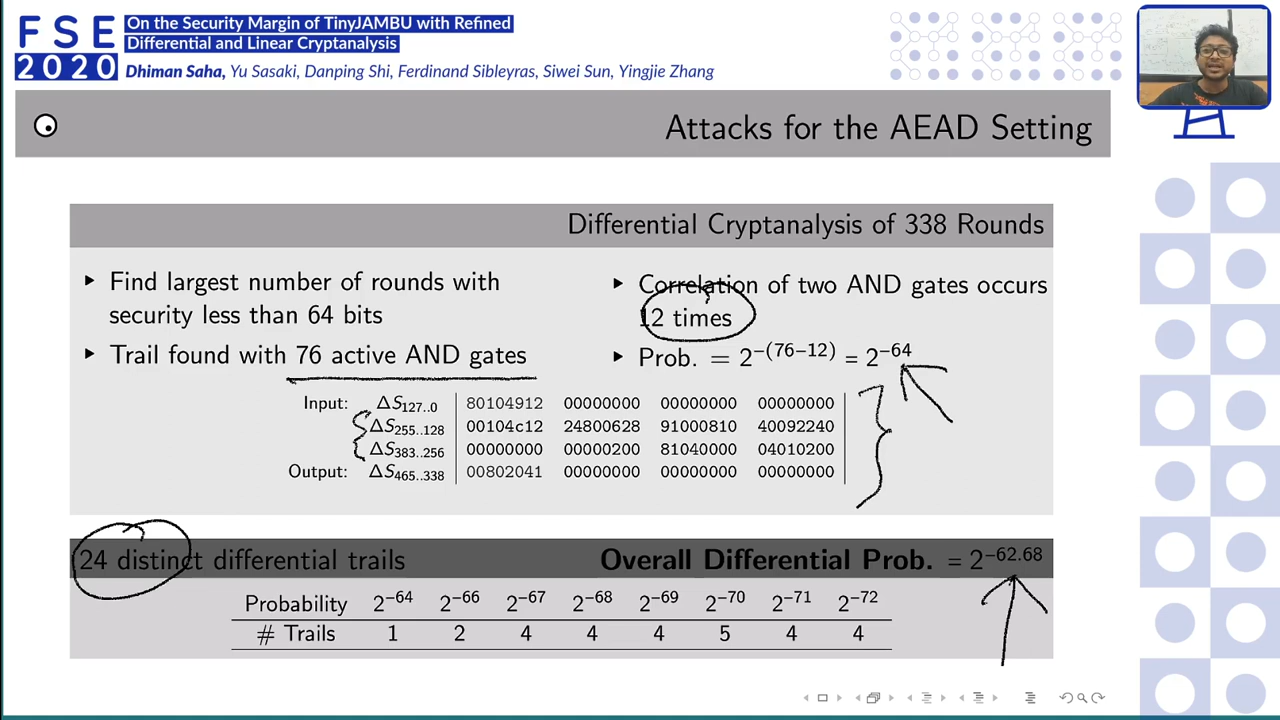 FSE
2020
On the Security Margin of TinyJAMBU with Refined
Differential and Linear Cryptanalysis
Dhiman Saha, Yu Sasaki, Danping Shi, Ferdinand Sibleyras, Siwei Sun, Yingjie Zhang
Attacks for the AEAD Setting
Differential Cryptanalysis of 338 Rounds
Find largest number of rounds with
security less than 64 bits
Trail found with 76 active AND gates
Correlation of two AND gates occurs
12 times
Prob. = 2^−(76−12) = 2^−64
Input: ΔS127..0 80104912 00000000 00000000 00000000
ΔS255..128 00104c12 24800628 91000810 40092240
ΔS383..256 00000000 00000200 81040000 04010200
Output: ΔS465..338 00802041 00000000 00000000 00000000
24 distinct differential trails Overall Differential Prob. = 2^−62.68
Probability 2^−64 2^−66 2^−67 2^−68 2^−69 2^−70 2^−71 2^−72
# Trails 1 2 4 4 4 5 4 4